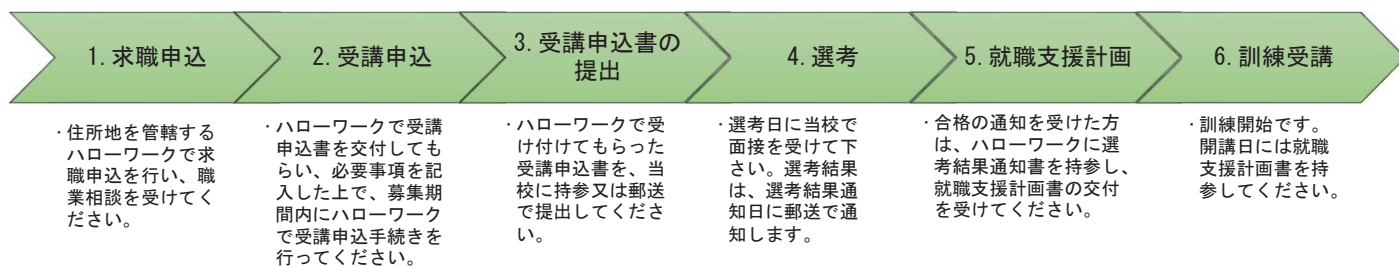 1.求職申込
・住所地を管轄する
ハローワークで求
職申込を行い、職
業相談を受けてく
ださい。
2.受講申込
・ハローワークで受講
申込書を交付しても
らい、必要事項を記
入した上で、募集期
間内にハローワーク
で受講申込手続きを
行ってください。
3.受講申込書の
提出
・ハローワークで受
け付けてもらった
受講申込書を、当
校に持参又は郵送
で提出してくださ
い。
4.選考
・選考日に当校で
面接を受けて下
さい。選考結果
は、選考結果通
知日に郵送で通
知します。
5.就職支援計画
・合格の通知を受けた方
は、ハローワークに選
考結果通知書を持参し、
就職支援計画書の交付
を受けてください。
6.訓練受講
・訓練開始です。
開講日には就職
支援計画書を持
参してください。